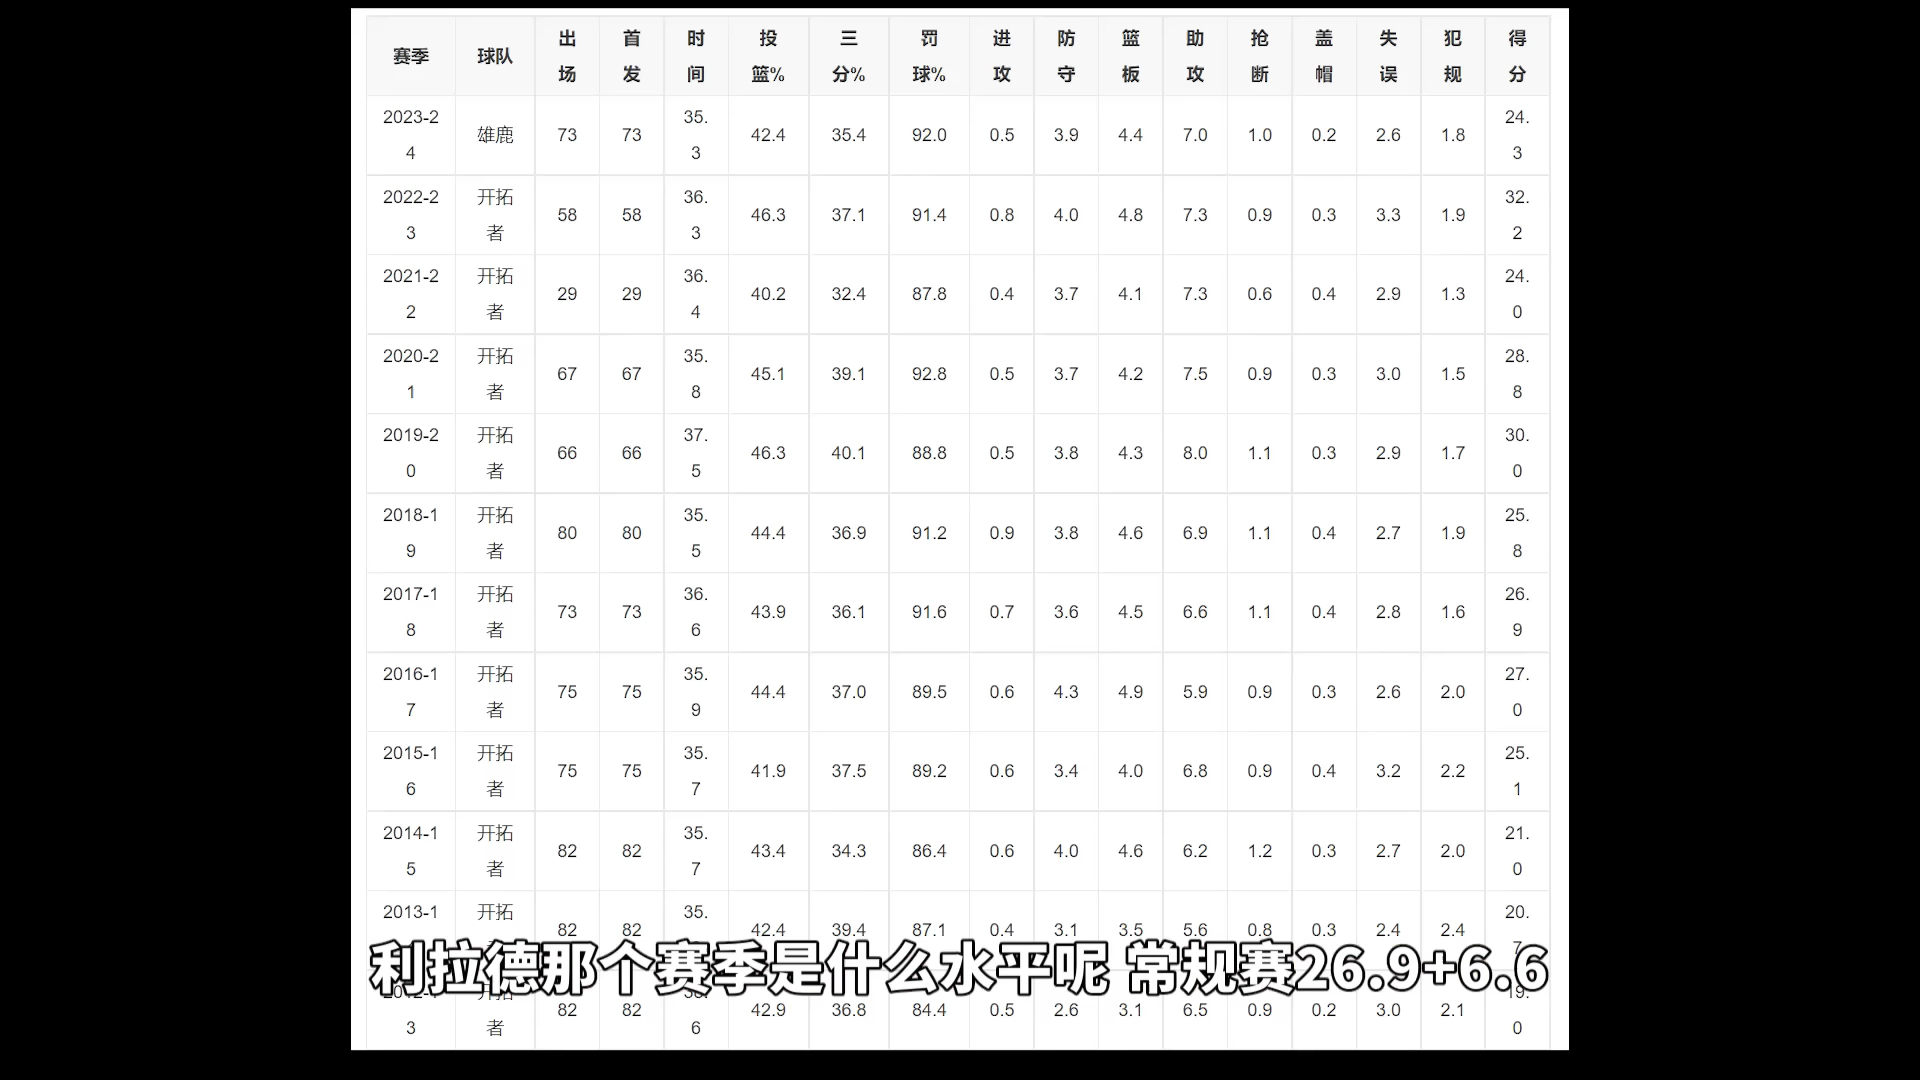 赛季 球队 出场 首发 时间 投篮% 三分% 罚球% 进攻 防守 篮板 助攻 抢断 盖帽 失误 犯规 得分
2023-24 雄鹿 73 73 35.3 42.4 35.4 92.0 0.5 3.9 4.4 7.0 1.0 0.2 2.6 1.8 24.3
2022-23 开拓者 58 58 36.3 46.3 37.1 91.4 0.8 4.0 4.8 7.3 0.9 0.3 3.3 1.9 32.2
2021-22 开拓者 29 29 36.4 40.2 32.4 87.8 0.4 3.7 4.1 7.3 0.6 0.4 2.9 1.3 24.0
2020-21 开拓者 67 67 35.8 45.1 39.1 92.8 0.5 3.7 4.2 7.5 0.9 0.3 3.0 1.5 28.8
2019-20 开拓者 66 66 37.5 46.3 40.1 88.8 0.5 3.8 4.3 8.0 1.1 0.3 2.9 1.7 30.0
2018-19 开拓者 80 80 35.5 44.4 36.9 91.2 0.9 3.8 4.6 6.9 1.1 0.4 2.7 1.9 25.8
2017-18 开拓者 73 73 36.6 43.9 36.1 91.6 0.7 3.6 4.5 6.6 1.1 0.4 2.8 1.6 26.9
2016-17 开拓者 75 75 35.9 44.4 37.0 89.5 0.6 4.3 4.9 5.9 0.9 0.3 2.6 2.0 27.0
2015-16 开拓者 75 75 35.7 41.9 37.5 89.2 0.6 3.4 4.0 6.8 0.9 0.4 3.2 2.2 25.1
2014-15 开拓者 82 82 35.7 43.4 34.3 86.4 0.6 4.0 4.6 6.2 1.2 0.3 2.7 2.0 21.0
2013-1 开拓 82 82 35. 42.4 39.4 87.1 0.4 3.1 3.5 5.6 0.8 0.3 2.4 2.4 20.7
利拉德那个赛季是什么水平呢 常规赛26.9+6.6
2012-13 开拓者 82 82 38.6 42.9 36.8 84.4 0.5 2.6 3.1 6.5 0.9 0.2 3.0 2.1 19.0